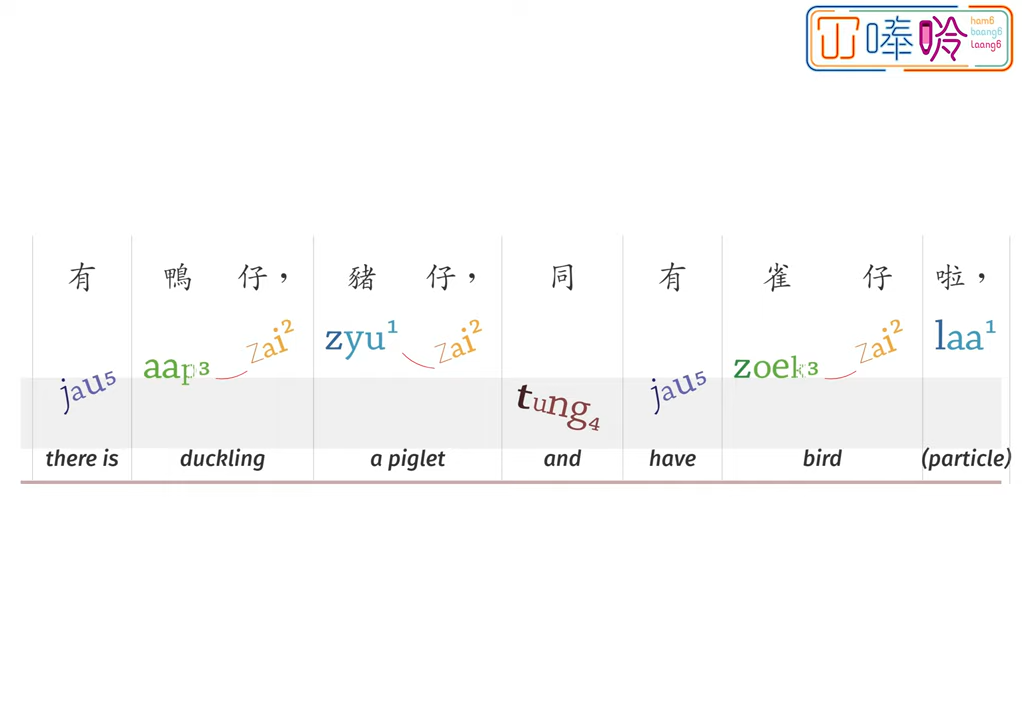 冚唪唥
ham6
baang6
laang6
有 鴨 仔, 豬 仔, 同 有 雀 仔 啦,
jau5 aap3 zai2 zyu1 zai2 tung4 jau5 zoek3 zai2 laa1
there is duckling a piglet and have bird (particle)